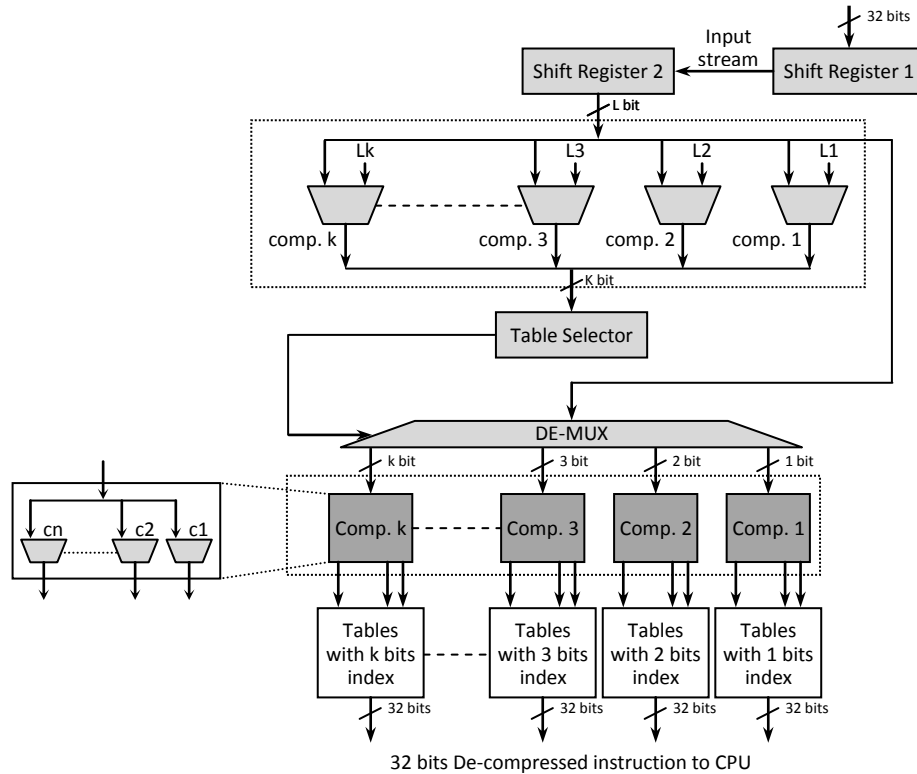 32 bits
Input
stream
Shift Register 2
Shift Register 1
L bit
Lk
L3
L2
L1
comp. k
comp. 3
comp. 2
comp. 1
K bit
Table Selector
DE-MUX
k bit
3 bit
2 bit
1 bit
cn
c2
c1
Comp. k
Comp. 3
Comp. 2
Comp. 1
Tables
with k bits
index
Tables
with 3 bits
index
Tables
with 2 bits
index
Tables
with 1 bits
index
32 bits
32 bits
32 bits
32 bits
32 bits De-compressed instruction to CPU